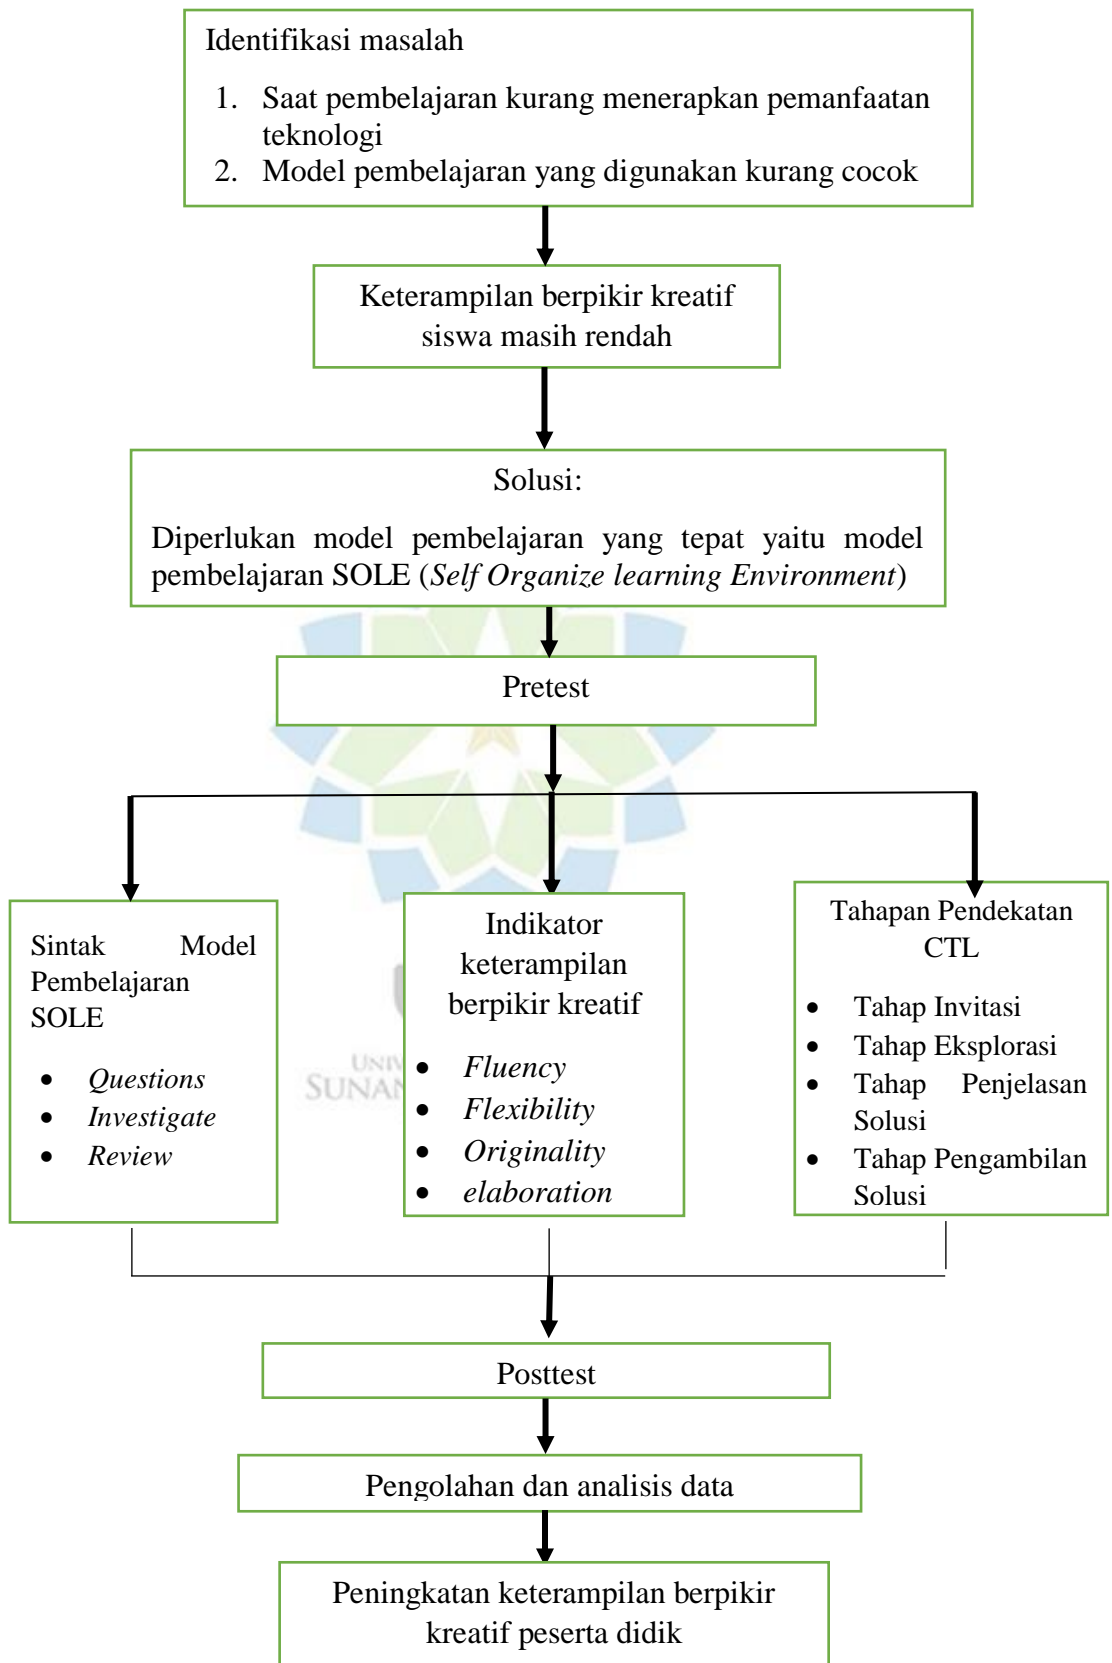 Identifikasi masalah
1. Saat pembelajaran kurang menerapkan pemanfaatan
teknologi
2. Model pembelajaran yang digunakan kurang cocok
Keterampilan berpikir kreatif
siswa masih rendah
Solusi:
Diperlukan model pembelajaran yang tepat yaitu model
pembelajaran SOLE (Self Organize learning Environment)
Pretest
Sintak Model
Pembelajaran
SOLE
• Questions
• Investigate
• Review
Indikator
keterampilan
berpikir kreatif
• Fluency
• Flexibility
• Originality
• elaboration
Tahapan Pendekatan
CTL
• Tahap Invitasi
• Tahap Eksplorasi
• Tahap Penjelasan
Solusi
• Tahap Pengambilan
Solusi
SUNAN
Posttest
Pengolahan dan analisis data
Peningkatan keterampilan berpikir
kreatif peserta didik